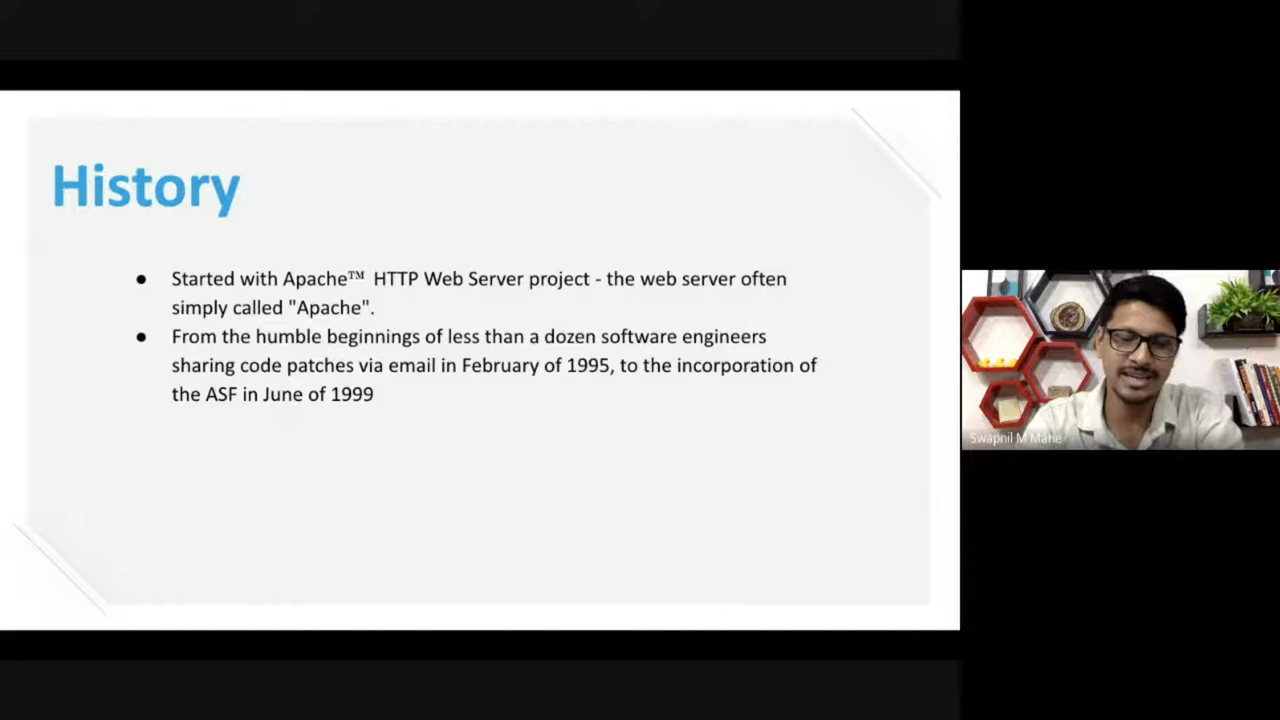 History
● Started with Apache™ HTTP Web Server project - the web server often
simply called "Apache".
● From the humble beginnings of less than a dozen software engineers
sharing code patches via email in February of 1995, to the incorporation of
the ASF in June of 1999
Swapnil M Mane